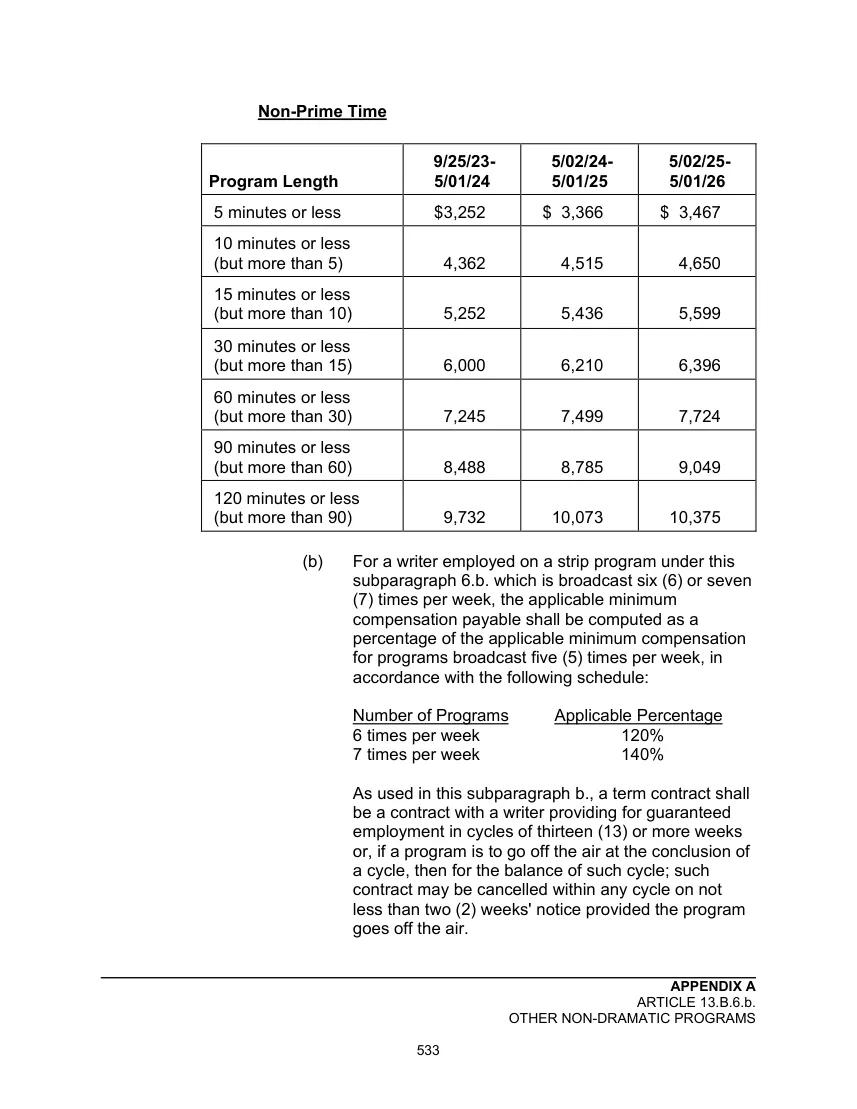 Non-Prime Time
Program Length 9/25/23-5/01/24 5/02/24-5/01/25 5/02/25-5/01/26
5 minutes or less $3,252 $ 3,366 $ 3,467
10 minutes or less
(but more than 5) 4,362 4,515 4,650
15 minutes or less
(but more than 10) 5,252 5,436 5,599
30 minutes or less
(but more than 15) 6,000 6,210 6,396
60 minutes or less
(but more than 30) 7,245 7,499 7,724
90 minutes or less
(but more than 60) 8,488 8,785 9,049
120 minutes or less
(but more than 90) 9,732 10,073 10,375
(b) For a writer employed on a strip program under this
subparagraph 6.b. which is broadcast six (6) or seven
(7) times per week, the applicable minimum
compensation payable shall be computed as a
percentage of the applicable minimum compensation
for programs broadcast five (5) times per week, in
accordance with the following schedule:
Number of Programs Applicable Percentage
6 times per week 120%
7 times per week 140%
As used in this subparagraph b., a term contract shall
be a contract with a writer providing for guaranteed
employment in cycles of thirteen (13) or more weeks
or, if a program is to go off the air at the conclusion of
a cycle, then for the balance of such cycle; such
contract may be cancelled within any cycle on not
less than two (2) weeks' notice provided the program
goes off the air.
APPENDIX A
ARTICLE 13.B.6.b.
OTHER NON-DRAMATIC PROGRAMS
533